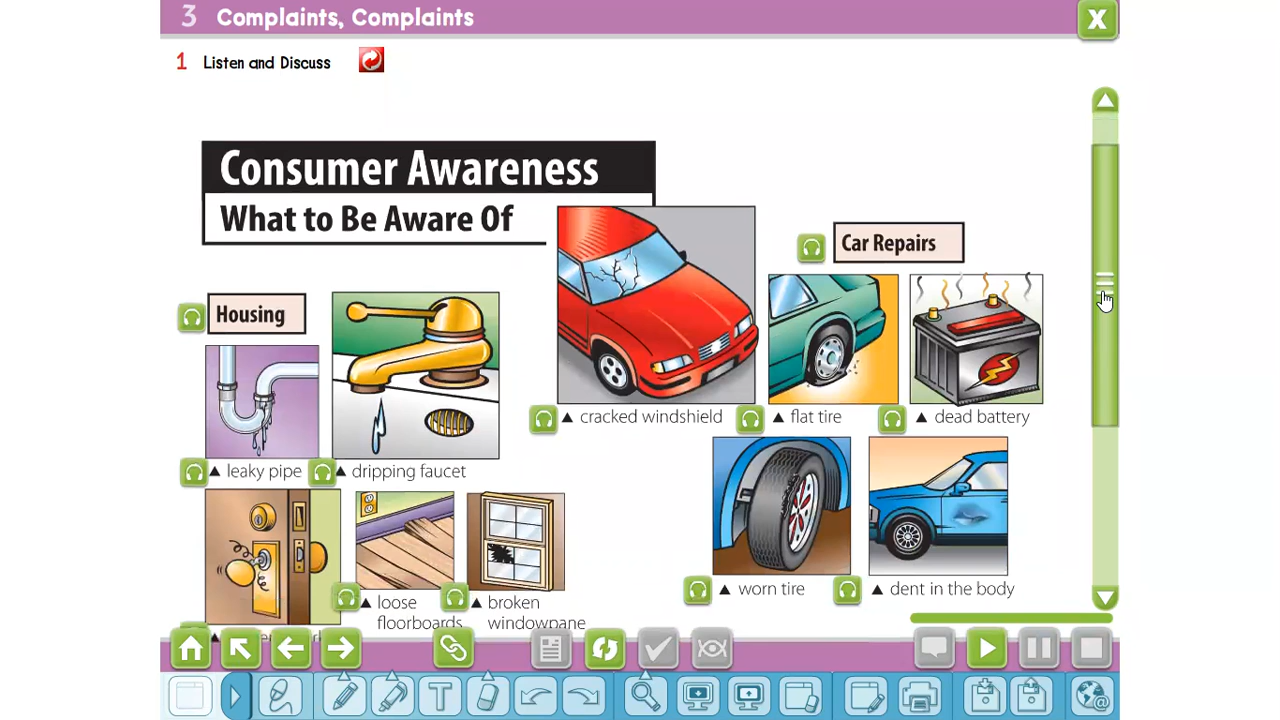 3 Complaints, Complaints
X
1 Listen and Discuss
Consumer Awareness
What to Be Aware Of
Car Repairs
Housing
▲ cracked windshield
▲ flat tire
▲ dead battery
▲ leaky pipe
▲ dripping faucet
▲ worn tire
▲ dent in the body
▲ loose
floorboards
▲ broken
windowpane
T